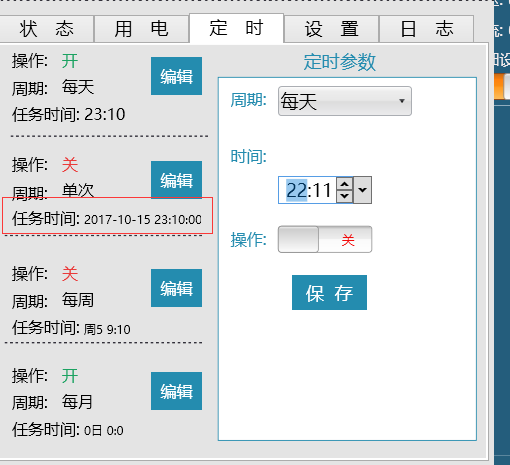 状 态 用 电 定 时 设 置 日 志
操作: 开
周期: 每天
编辑
任务时间: 23:10
操作: 关
周期: 单次
编辑
任务时间: 2017-10-15 23:10:00
操作: 关
周期: 每周
编辑
任务时间: 周5 9:10
操作: 开
周期: 每月
编辑
任务时间: 0日 0:0
定时参数
周期: 每天
时间:
22:11
操作: 关
保 存